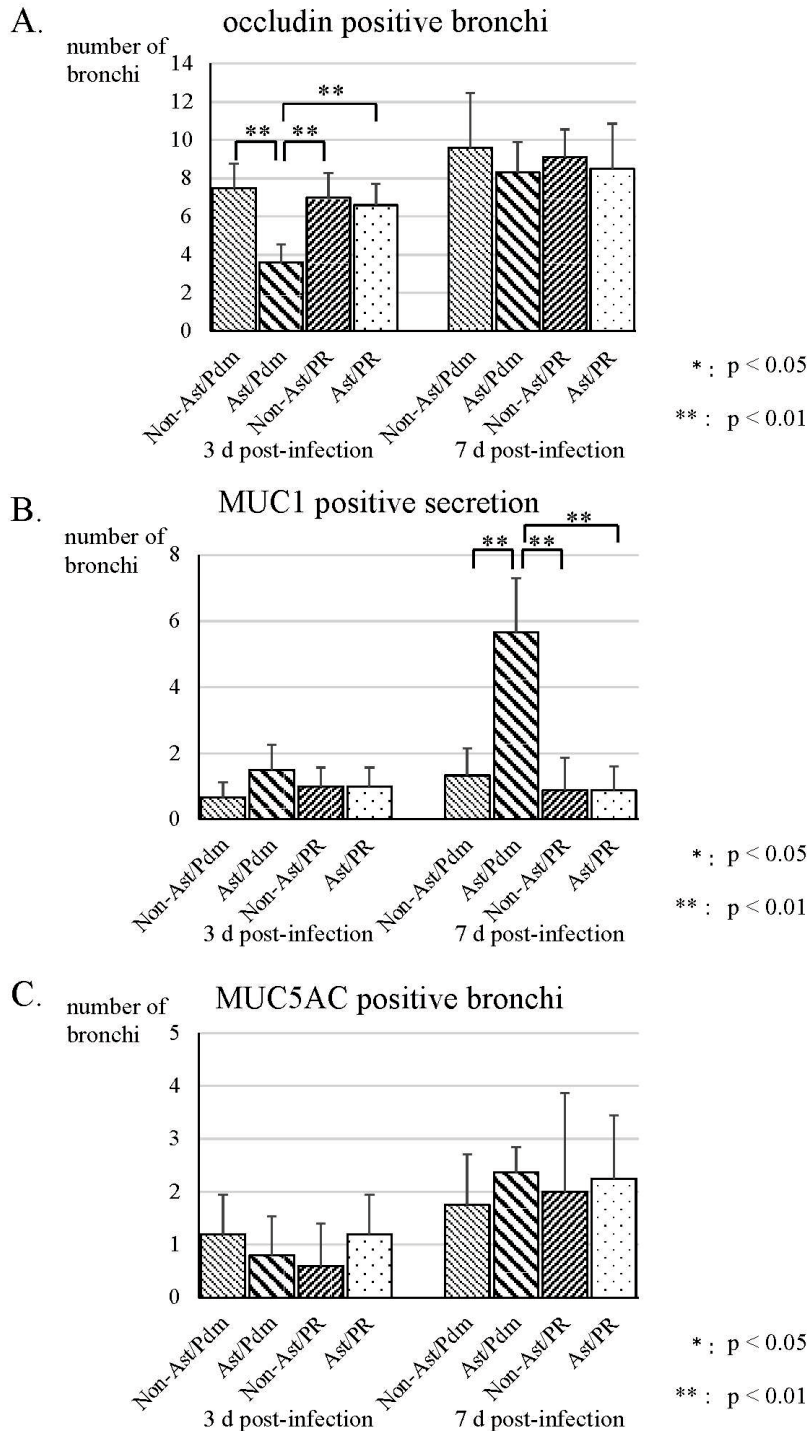 A.
occludin positive bronchi
number of
bronchi
14
12
10
8
6
4
2
0
** ** **
Non-Ast/Pdm
Ast/Pdm
Non-Ast/PR
Ast/PR
Non-Ast/Pdm
Ast/Pdm
Non-Ast/PR
Ast/PR
3 d post-infection
7 d post-infection
* : p < 0.05
** : p < 0.01
B.
MUC1 positive secretion
number of
bronchi
8
6
4
2
0
** ** **
Non-Ast/Pdm
Ast/Pdm
Non-Ast/PR
Ast/PR
Non-Ast/Pdm
Ast/Pdm
Non-Ast/PR
Ast/PR
3 d post-infection
7 d post-infection
* : p < 0.05
** : p < 0.01
C.
MUC5AC positive bronchi
number of
bronchi
5
4
3
2
1
0
Non-Ast/Pdm
Ast/Pdm
Non-Ast/PR
Ast/PR
Non-Ast/Pdm
Ast/Pdm
Non-Ast/PR
Ast/PR
3 d post-infection
7 d post-infection
* : p < 0.05
** : p < 0.01